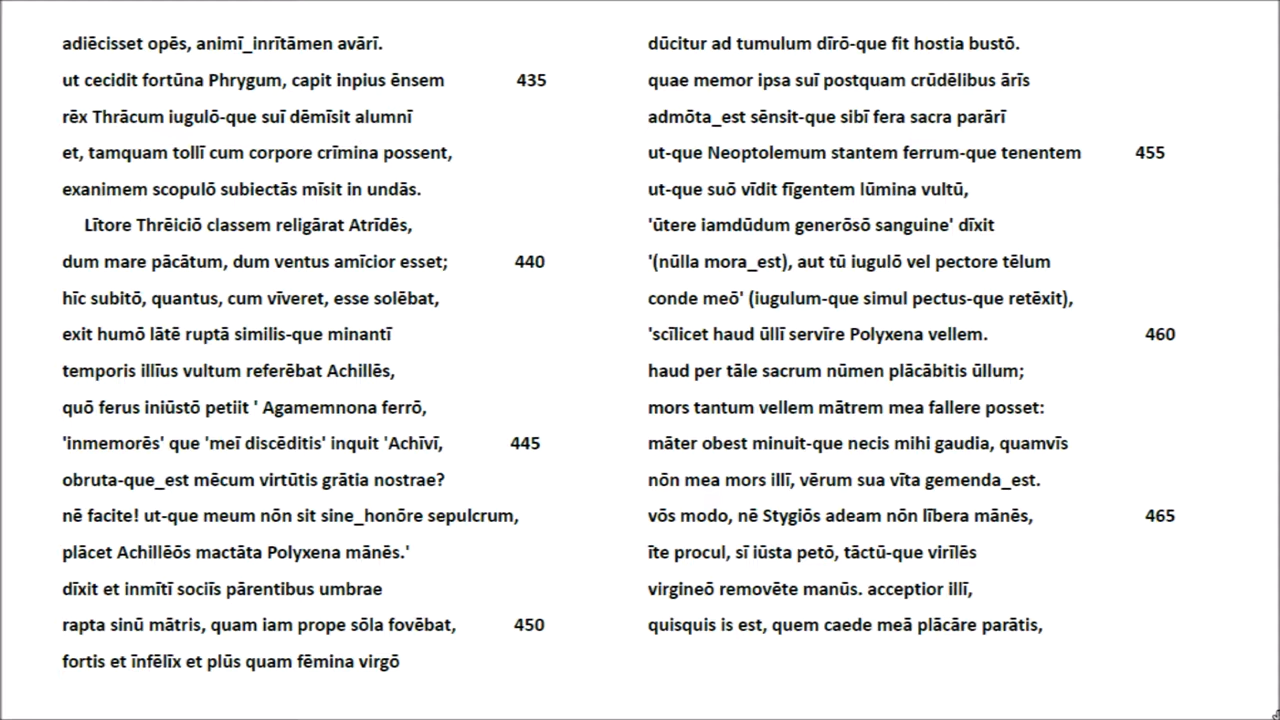 adiēcisset opēs, animī_inrītāmen avārī.
ut cecidit fortūna Phrygum, capit inpius ēnsem 435
rēx Thrācum iugulō-que suī dēmīsit alumnī
et, tamquam tollī cum corpore crīmina possent,
exanimem scopulō subiectās mīsit in undās.
Lītore Thrēiciō classem religārat Atrīdēs,
dum mare pācātum, dum ventus amīcior esset; 440
hīc subitō, quantus, cum vīveret, esse solēbat,
exit humō lātē ruptā similis-que minantī
temporis illīus vultum referēbat Achillēs,
quō ferus iniūstō petiit ' Agamemnona ferrō,
'inmemorēs' que 'meī discēditis' inquit 'Achīvī, 445
obruta-que_est mēcum virtūtis grātia nostrae?
nē facite! ut-que meum nōn sit sine_honōre sepulcrum,
plācet Achillēōs mactāta Polyxena mānēs.'
dīxit et inmītī sociīs pārentibus umbrae
rapta sinū mātris, quam iam prope sōla fovēbat, 450
fortis et īnfēlīx et plūs quam fēmina virgō
dūcitur ad tumulum dīrō-que fit hostia bustō.
quae memor ipsa suī postquam crūdēlibus ārīs
admōta_est sēnsit-que sibī fera sacra parārī
ut-que Neoptolemum stantem ferrum-que tenentem 455
ut-que suō vīdit fīgentem lūmina vultū,
'ūtere iamdūdum generōsō sanguine' dīxit
'(nūlla mora_est), aut tū iugulō vel pectore tēlum
conde meō' (iugulum-que simul pectus-que retēxit),
'scīlicet haud ūllī servīre Polyxena vellem. 460
haud per tāle sacrum nūmen plācābitis ūllum;
mors tantum vellem mātrem mea fallere posset:
māter obest minuit-que necis mihi gaudia, quamvīs
nōn mea mors illī, vērum sua vīta gemenda_est.
vōs modo, nē Stygiōs adeam nōn lībera mānēs, 465
īte procul, sī iūsta petō, tāctū-que virīlēs
virgineō removēte manūs. acceptior illī,
quisquis is est, quem caede meā plācāre parātis,